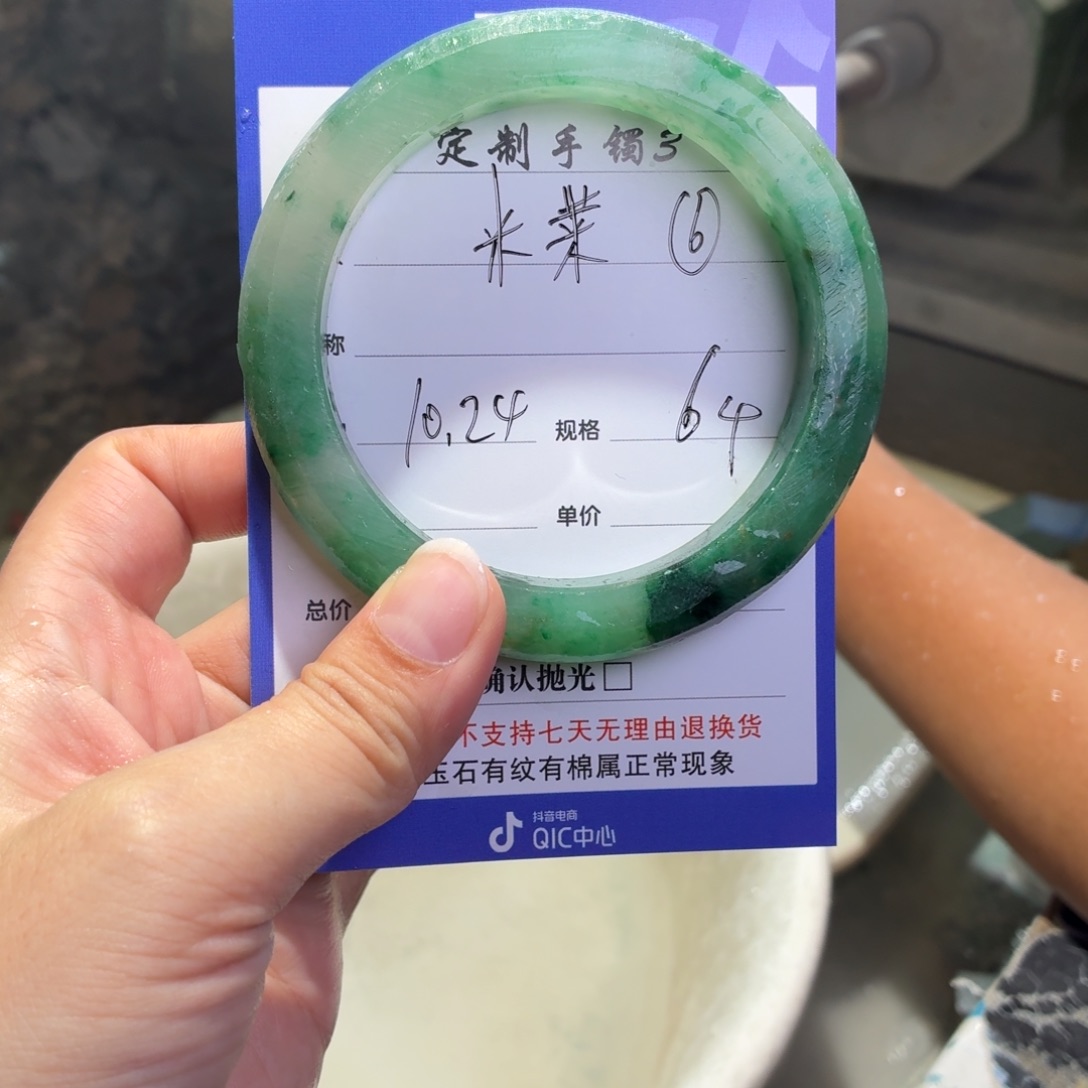 定制手镯3
米菜 ⑥
称
10.24 规格 64
单价
总价
确认抛光□
不支持七天无理由退换货
玉石有纹有棉属正常现象
抖音电商
QIC中心